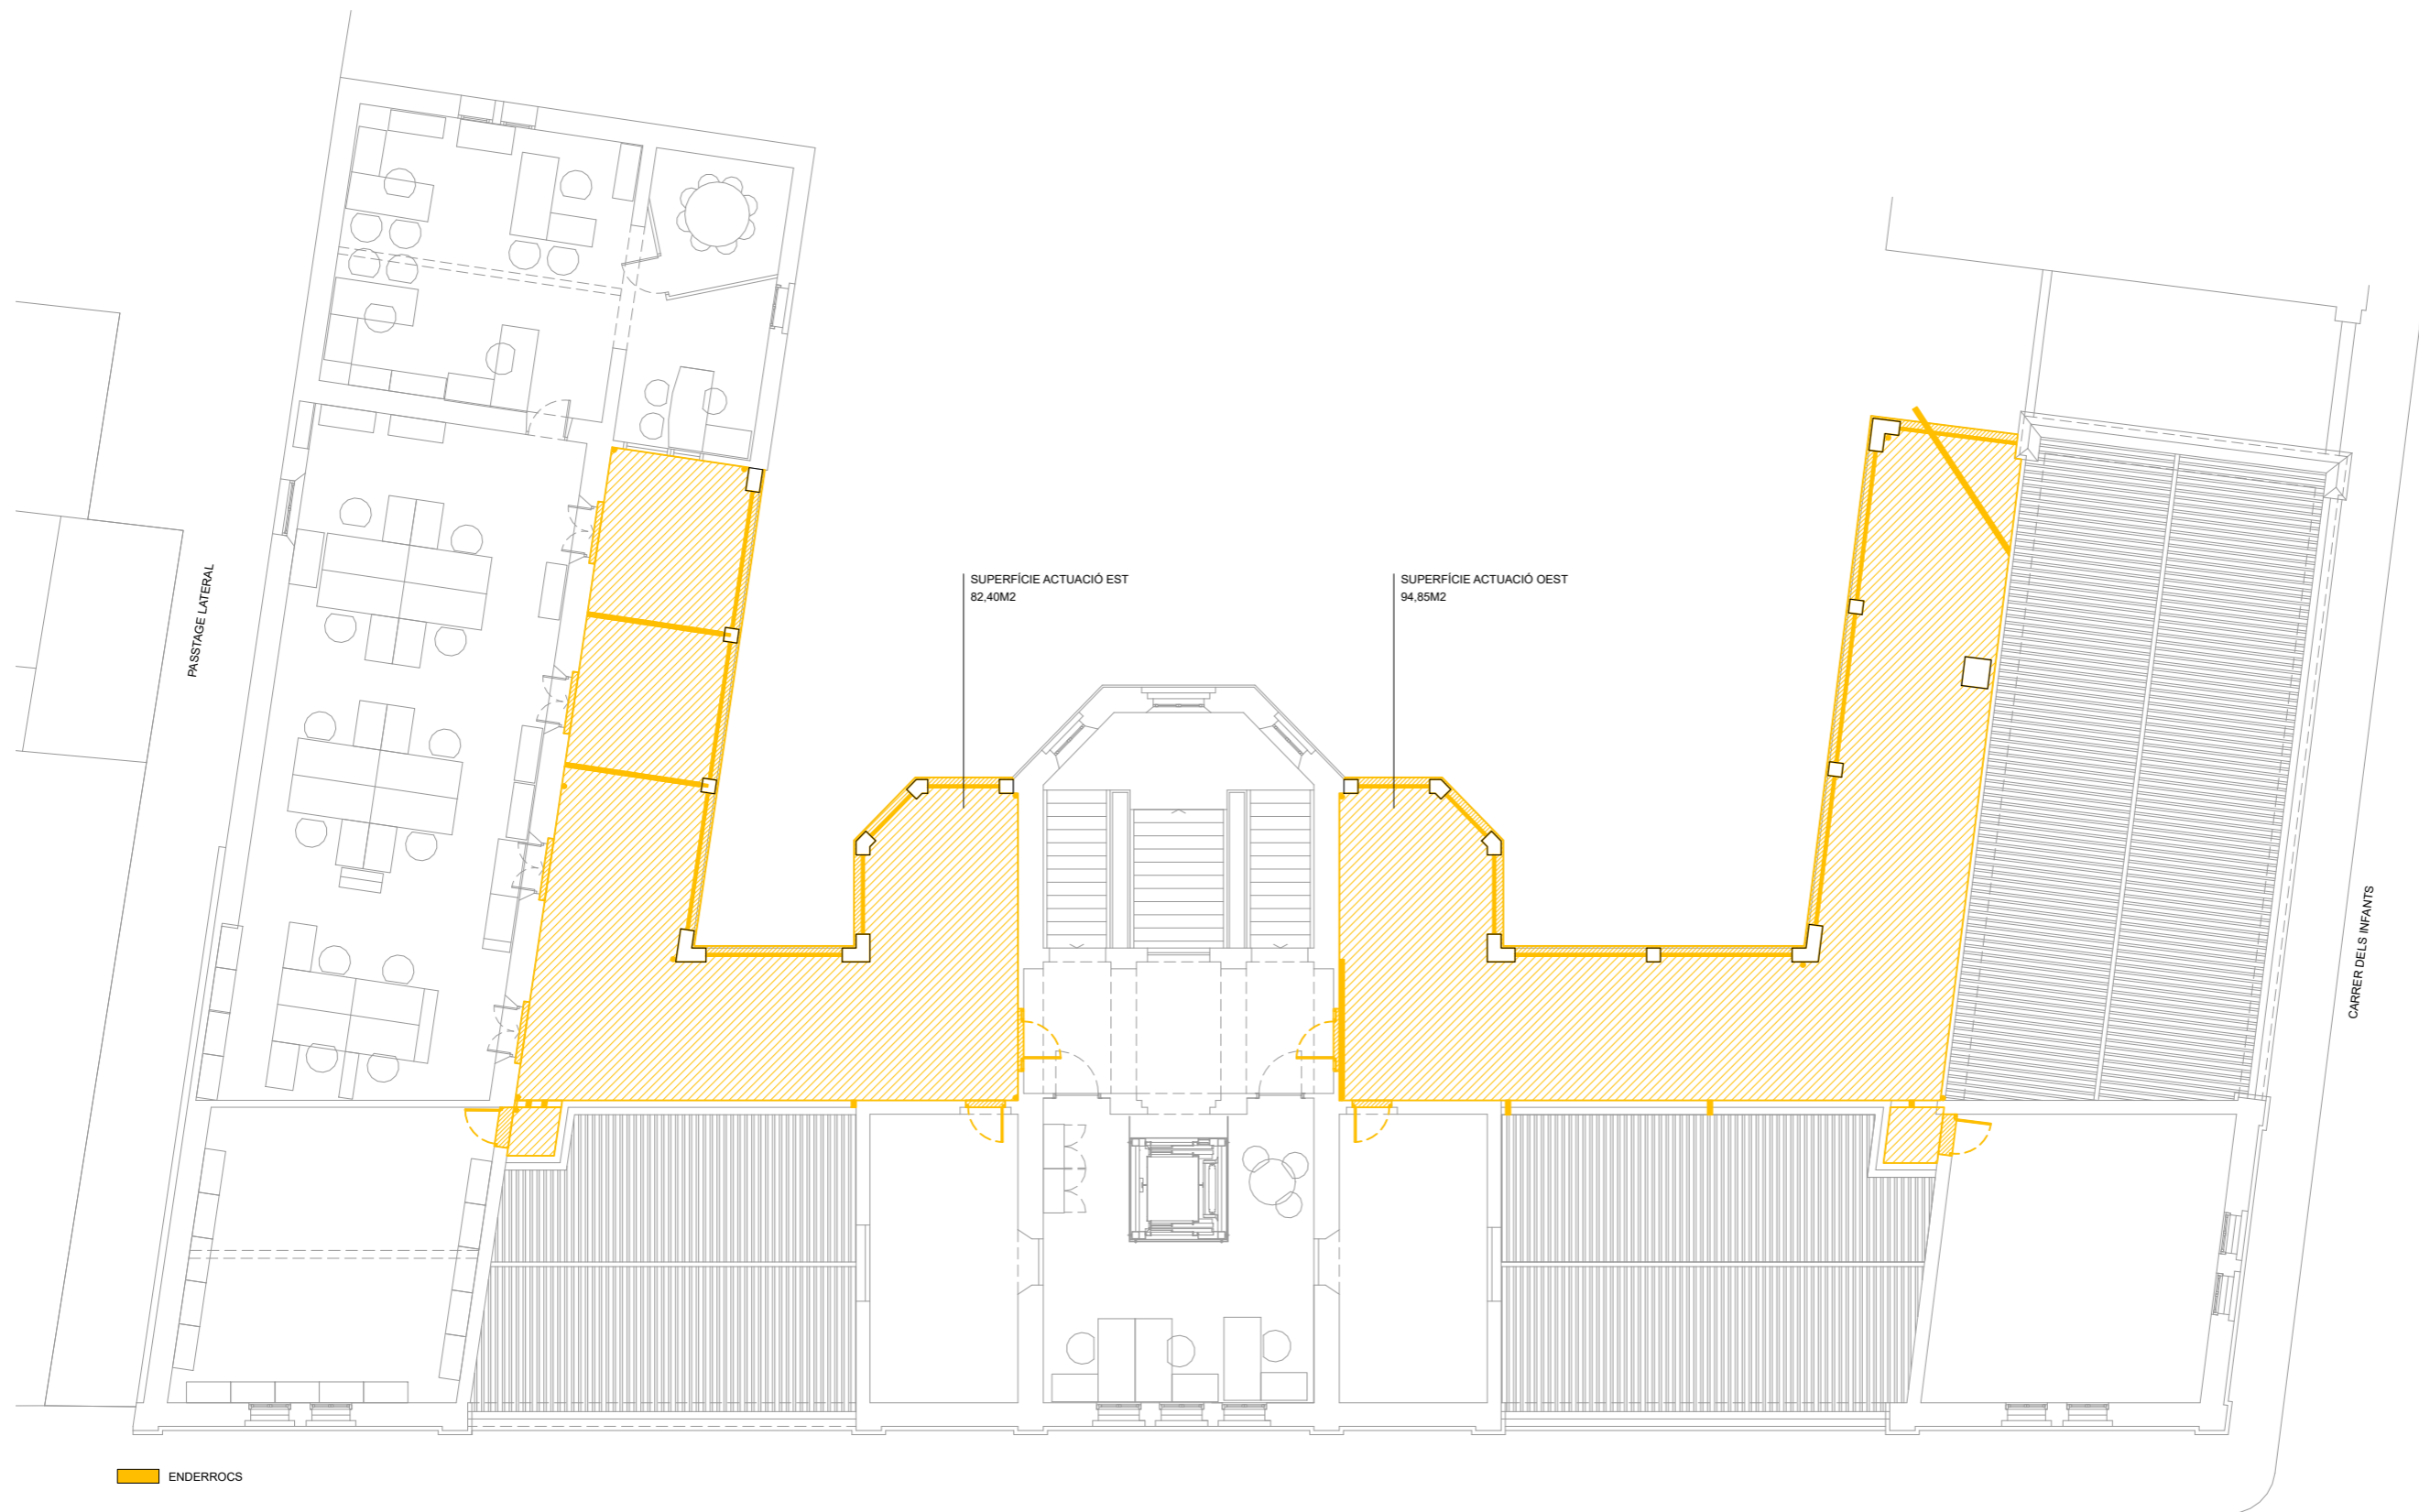 SUPERFÍCIE ACTUACIÓ EST
82,40M2
SUPERFÍCIE ACTUACIÓ OEST
94,85M2
PASSTAGE LATERAL
CARRER DELS INFANTS
ENDERROCS